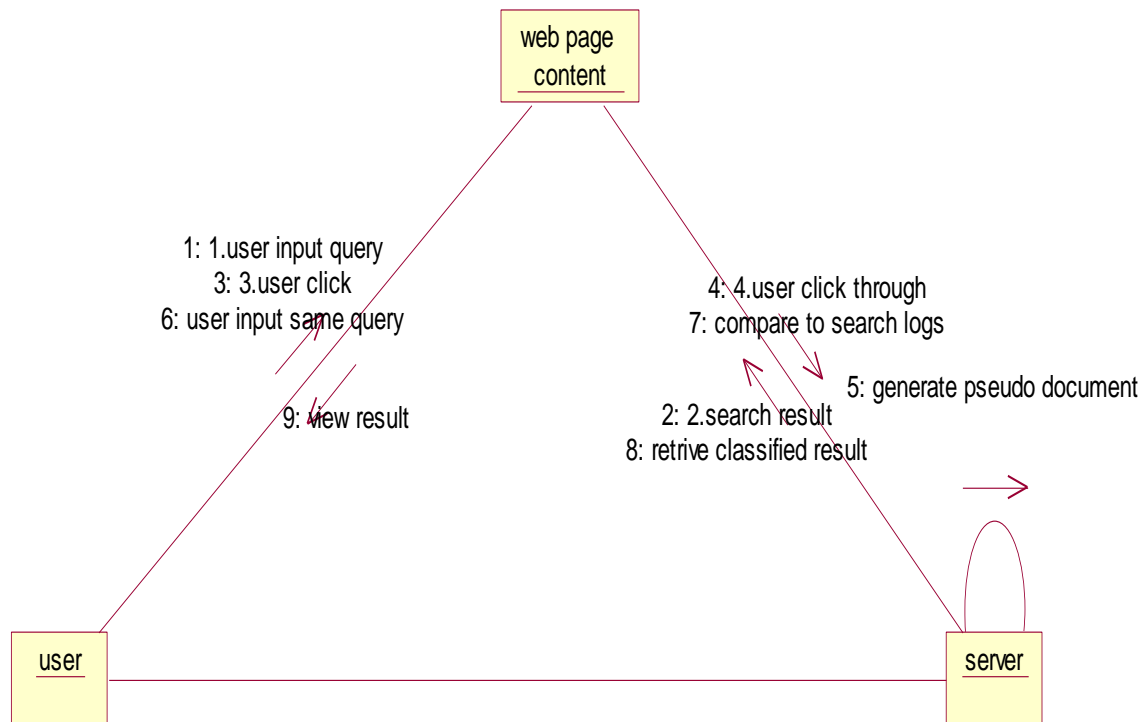 web page
content
1: 1.user input query
3: 3.user click
6: user input same query
9: view result
4: 4.user click through
7: compare to search logs
5: generate pseudo document
2: 2.search result
8: retrive classified result
user
server